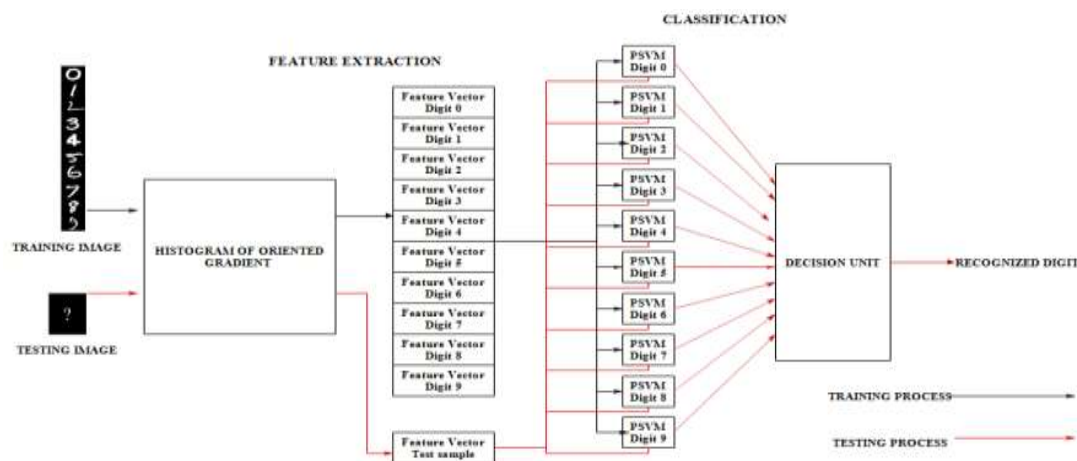 CLASSIFICATION
FEATURE EXTRACTION
0
1
2
3
4
5
6
7
8
9
TRAINING IMAGE
?
TESTING IMAGE
HISTOGRAM OF ORIENTED
GRADIENT
Feature Vector
Digit 0
Feature Vector
Digit 1
Feature Vector
Digit 2
Feature Vector
Digit 3
Feature Vector
Digit 4
Feature Vector
Digit 5
Feature Vector
Digit 6
Feature Vector
Digit 7
Feature Vector
Digit 8
Feature Vector
Digit 9
Feature Vector
Test sample
PSVM
Digit 0
PSVM
Digit 1
PSVM
Digit 2
PSVM
Digit 3
PSVM
Digit 4
PSVM
Digit 5
PSVM
Digit 6
PSVM
Digit 7
PSVM
Digit 8
PSVM
Digit 9
DECISION UNIT
RECOGNIZED DIGIT
TRAINING PROCESS
TESTING PROCESS